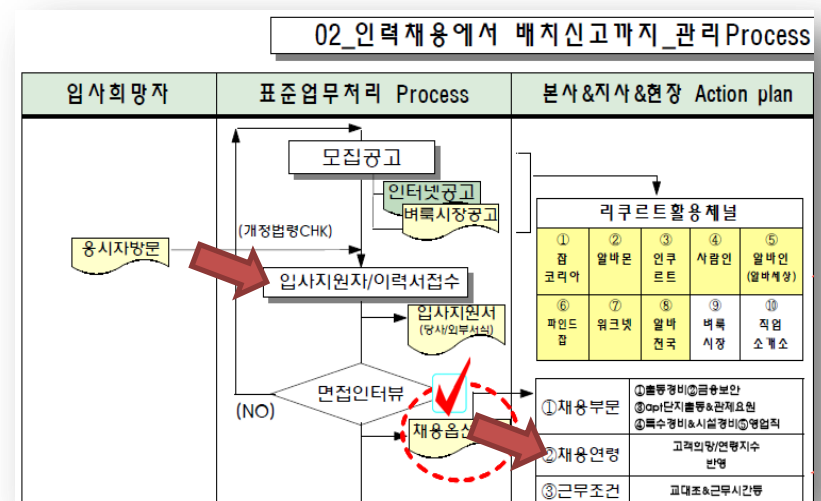 02_인력채용에서 배치신고까지_관리Process
입사희망자
표준업무처리 Process
본사&지사&현장 Action plan
모집공고
인터넷공고
벼룩시장공고
(개정법령CHK)
응시자방문
입사지원자/이력서접수
입사지원서
(당사/외부서식)
면접인터뷰
(NO)
채용옵션
리쿠르트활용체널
① 잡 코리아
② 알바몬
③ 인쿠르트
④ 사람인
⑤ 알바인 (알바세상)
⑥ 파인드잡
⑦ 워크넷
⑧ 알바 천국
⑨ 벼룩 시장
⑩ 직업 소개소
①채용부문
①출동경비②금융보안
③apt단지출동&관제요원
④특수경비&시설경비⑤영업직
②채용연령
고객의망/연령지수
반영
③근무조건
교대조&근무시간등